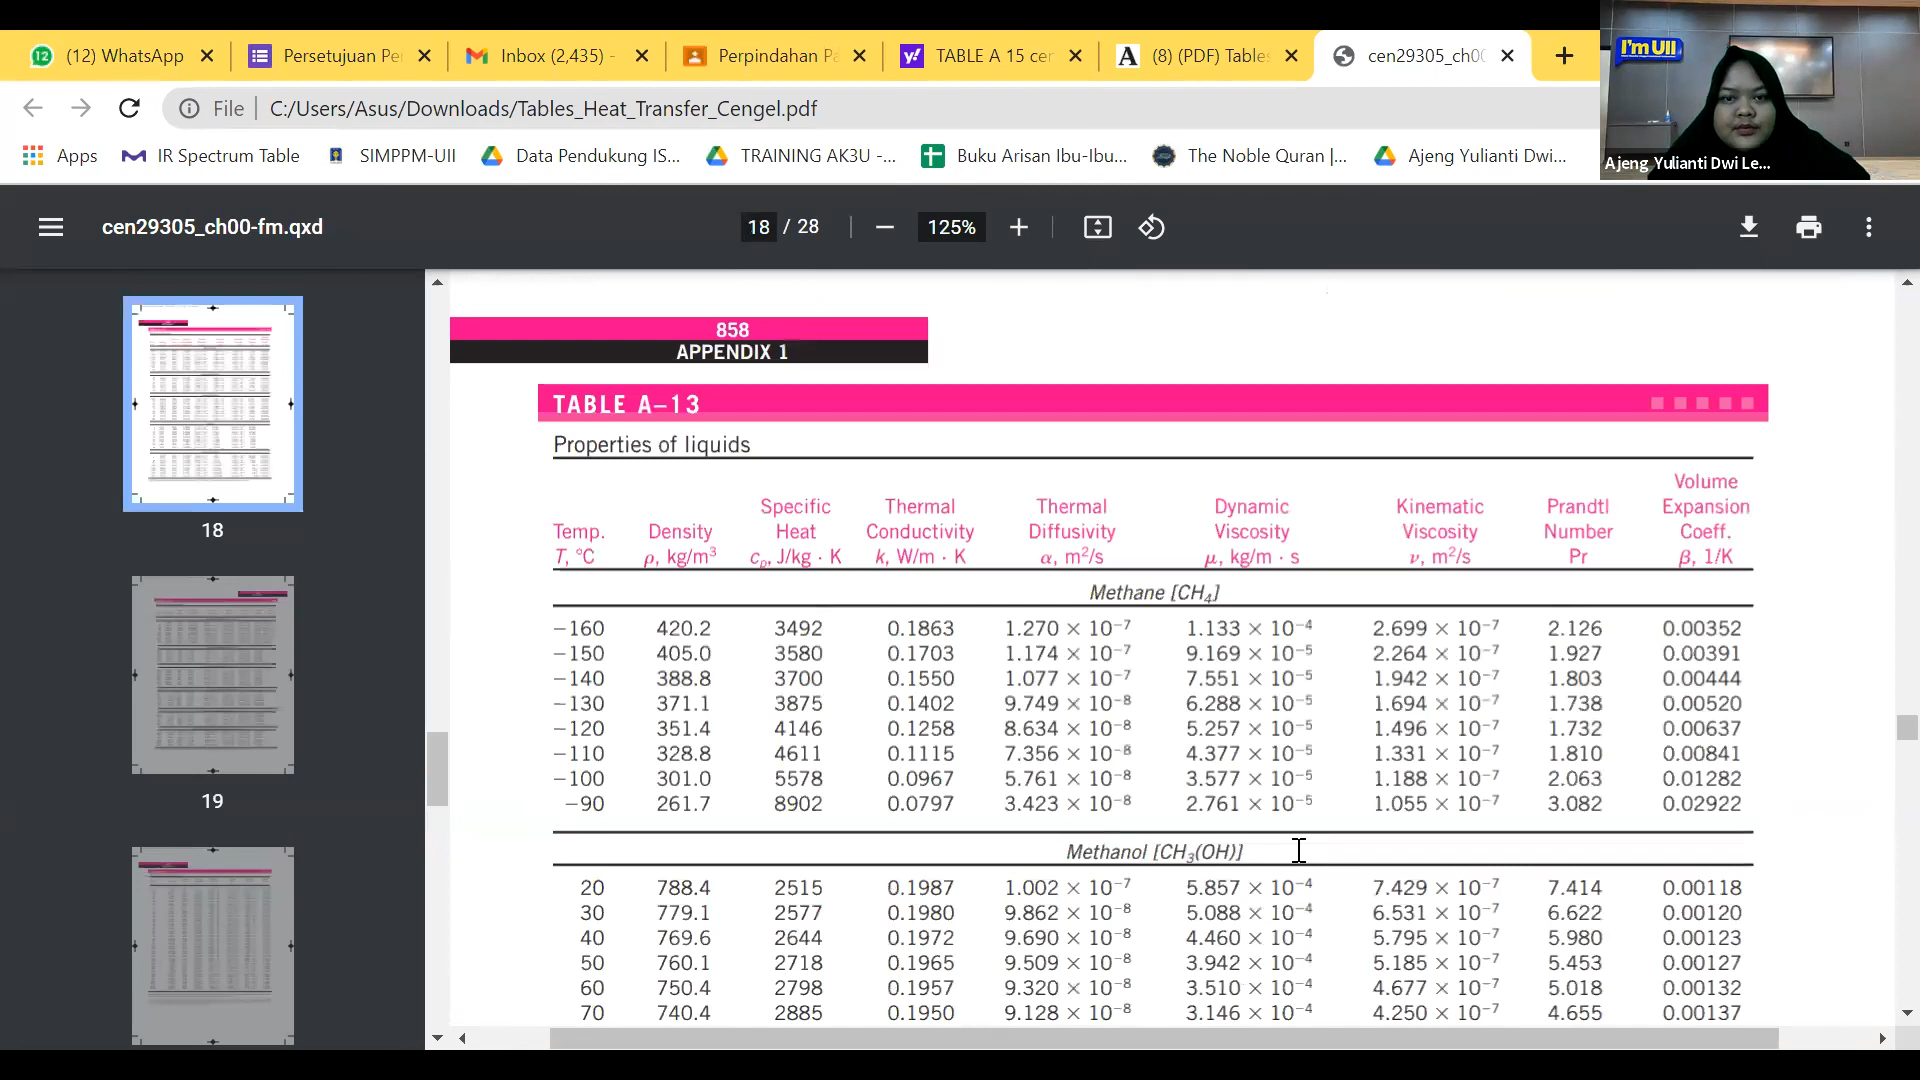 (12) WhatsApp
Persetujuan Pe
Inbox (2,435) -
Perpindahan Pa
TABLE A 15 cen
(8) (PDF) Tables
cen29305_ch00
I'm UII
File
C:/Users/Asus/Downloads/Tables_Heat_Transfer_Cengel.pdf
Apps
IR Spectrum Table
SIMPPM-UII
Data Pendukung IS...
TRAINING AK3U -...
Buku Arisan Ibu-Ibu...
The Noble Quran |...
Ajeng Yulianti Dwi...
Ajeng Yulianti Dwi Le...
cen29305_ch00-fm.qxd
18 / 28
125%
18
19
858
APPENDIX 1
TABLE A–13
Properties of liquids
Temp. T, °C
Density ρ, kg/m³
Specific Heat cₚ, J/kg · K
Thermal Conductivity k, W/m · K
Thermal Diffusivity α, m²/s
Dynamic Viscosity μ, kg/m · s
Kinematic Viscosity ν, m²/s
Prandtl Number Pr
Volume Expansion Coeff. β, 1/K
Methane [CH₄]
−160 420.2 3492 0.1863 1.270 × 10⁻⁷ 1.133 × 10⁻⁴ 2.699 × 10⁻⁷ 2.126 0.00352
−150 405.0 3580 0.1703 1.174 × 10⁻⁷ 9.169 × 10⁻⁵ 2.264 × 10⁻⁷ 1.927 0.00391
−140 388.8 3700 0.1550 1.077 × 10⁻⁷ 7.551 × 10⁻⁵ 1.942 × 10⁻⁷ 1.803 0.00444
−130 371.1 3875 0.1402 9.749 × 10⁻⁸ 6.288 × 10⁻⁵ 1.694 × 10⁻⁷ 1.738 0.00520
−120 351.4 4146 0.1258 8.634 × 10⁻⁸ 5.257 × 10⁻⁵ 1.496 × 10⁻⁷ 1.732 0.00637
−110 328.8 4611 0.1115 7.356 × 10⁻⁸ 4.377 × 10⁻⁵ 1.331 × 10⁻⁷ 1.810 0.00841
−100 301.0 5578 0.0967 5.761 × 10⁻⁸ 3.577 × 10⁻⁵ 1.188 × 10⁻⁷ 2.063 0.01282
−90 261.7 8902 0.0797 3.423 × 10⁻⁸ 2.761 × 10⁻⁵ 1.055 × 10⁻⁷ 3.082 0.02922
Methanol [CH₃(OH)]
20 788.4 2515 0.1987 1.002 × 10⁻⁷ 5.857 × 10⁻⁴ 7.429 × 10⁻⁷ 7.414 0.00118
30 779.1 2577 0.1980 9.862 × 10⁻⁸ 5.088 × 10⁻⁴ 6.531 × 10⁻⁷ 6.622 0.00120
40 769.6 2644 0.1972 9.690 × 10⁻⁸ 4.460 × 10⁻⁴ 5.795 × 10⁻⁷ 5.980 0.00123
50 760.1 2718 0.1965 9.509 × 10⁻⁸ 3.942 × 10⁻⁴ 5.185 × 10⁻⁷ 5.453 0.00127
60 750.4 2798 0.1957 9.320 × 10⁻⁸ 3.510 × 10⁻⁴ 4.677 × 10⁻⁷ 5.018 0.00132
70 740.4 2885 0.1950 9.128 × 10⁻⁸ 3.146 × 10⁻⁴ 4.250 × 10⁻⁷ 4.655 0.00137